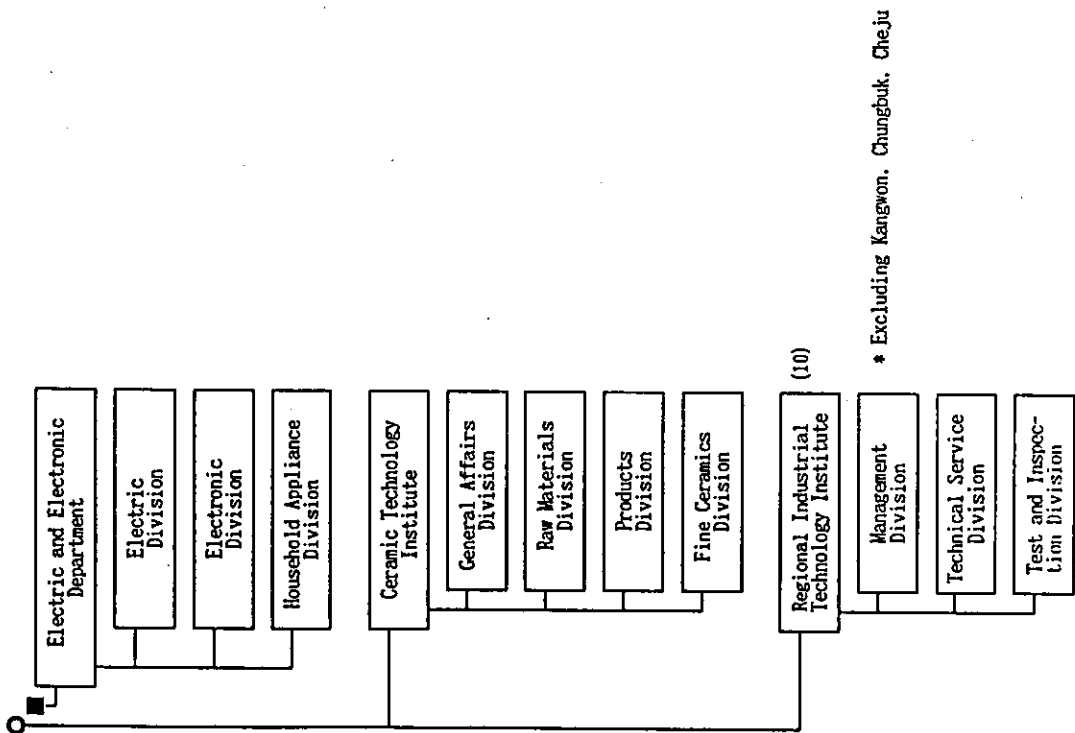 Electric and Electronic
Department
Electric
Division
Electronic
Division
Household Appliance
Division
Ceramic Technology
Institute
General Affairs
Division
Raw Materials
Division
Products
Division
Fine Ceramics
Division
Regional Industrial
Technology Institute
(10)
Management
Division
* Excluding Kangwon. Chungbuk. Cheju
Technical Service
Division
Test and Inspec-
tion Division